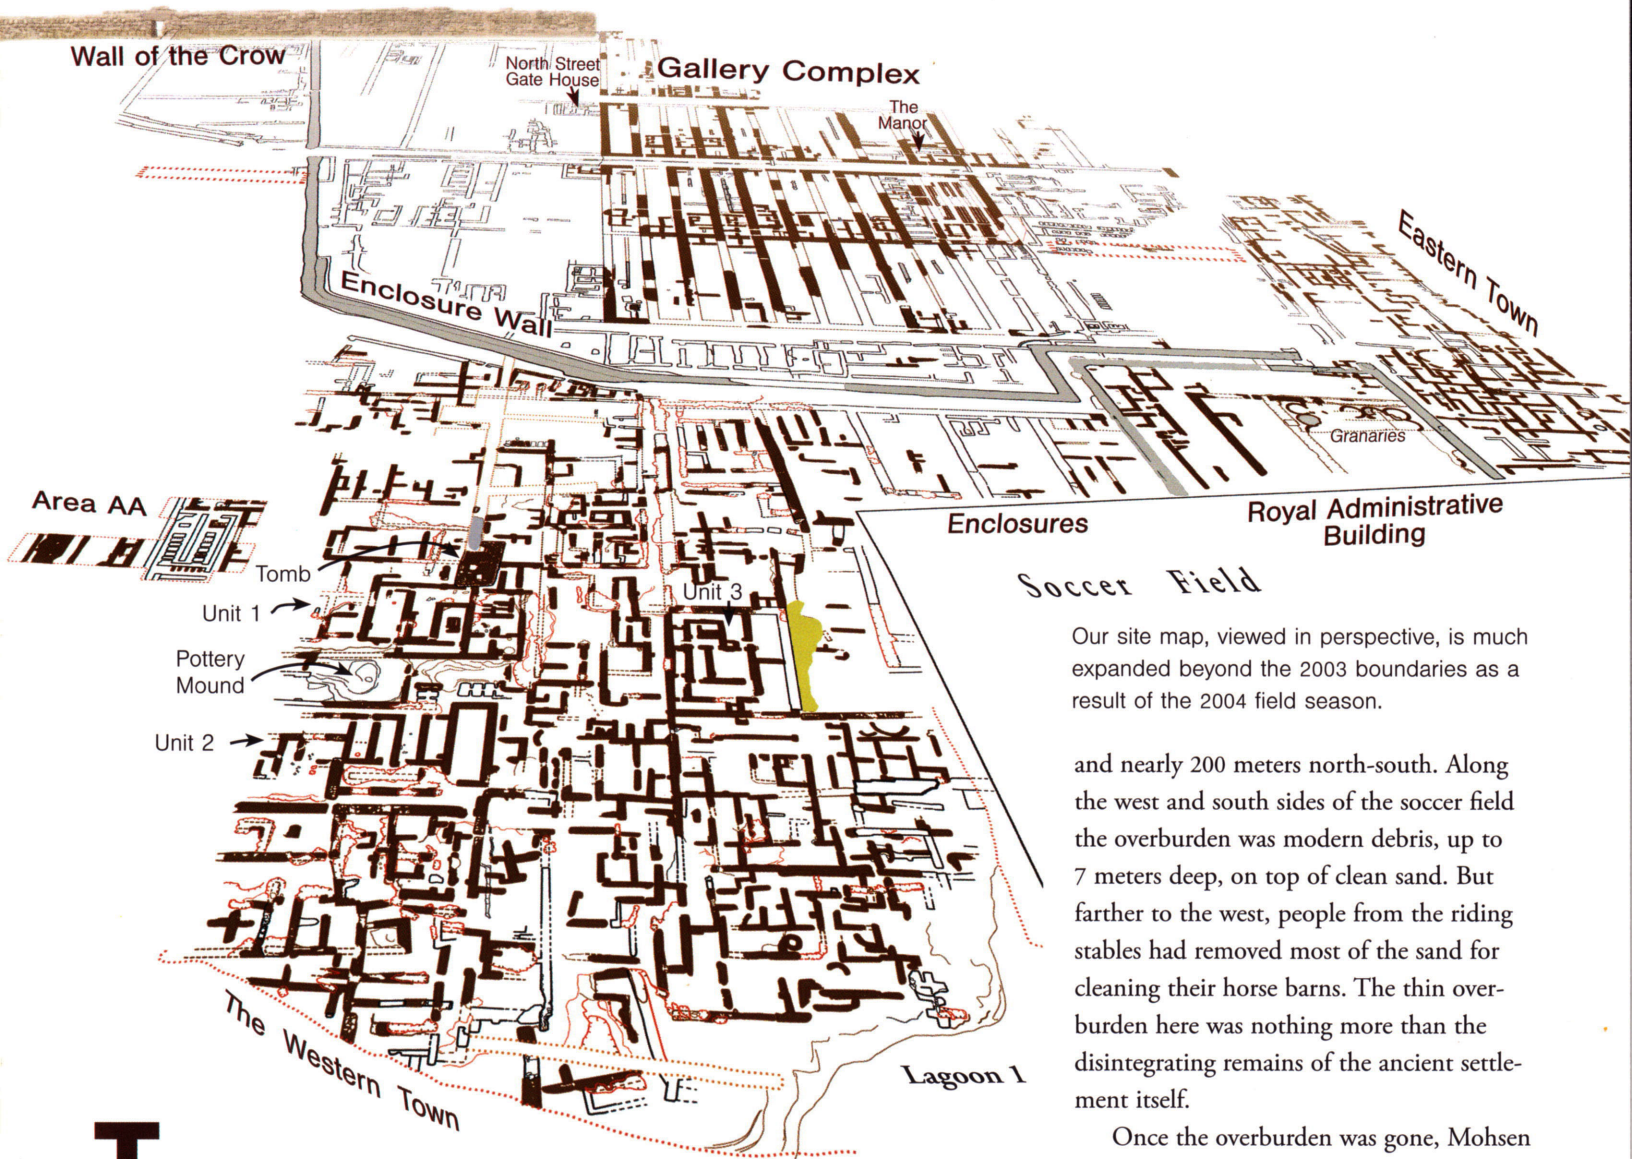 Wall of the Crow
North Street
Gate House
Gallery Complex
The
Manor
Eastern Town
Enclosure Wall
Granaries
Area AA
Enclosures
Royal Administrative
Building
Tomb
Unit 1
Unit 3
Pottery
Mound
Unit 2
The Western Town
Lagoon 1
Soccer Field
Our site map, viewed in perspective, is much
expanded beyond the 2003 boundaries as a
result of the 2004 field season.
and nearly 200 meters north-south. Along
the west and south sides of the soccer field
the overburden was modern debris, up to
7 meters deep, on top of clean sand. But
farther to the west, people from the riding
stables had removed most of the sand for
cleaning their horse barns. The thin over-
burden here was nothing more than the
disintegrating remains of the ancient settle-
ment itself.
Once the overburden was gone, Mohsen
T